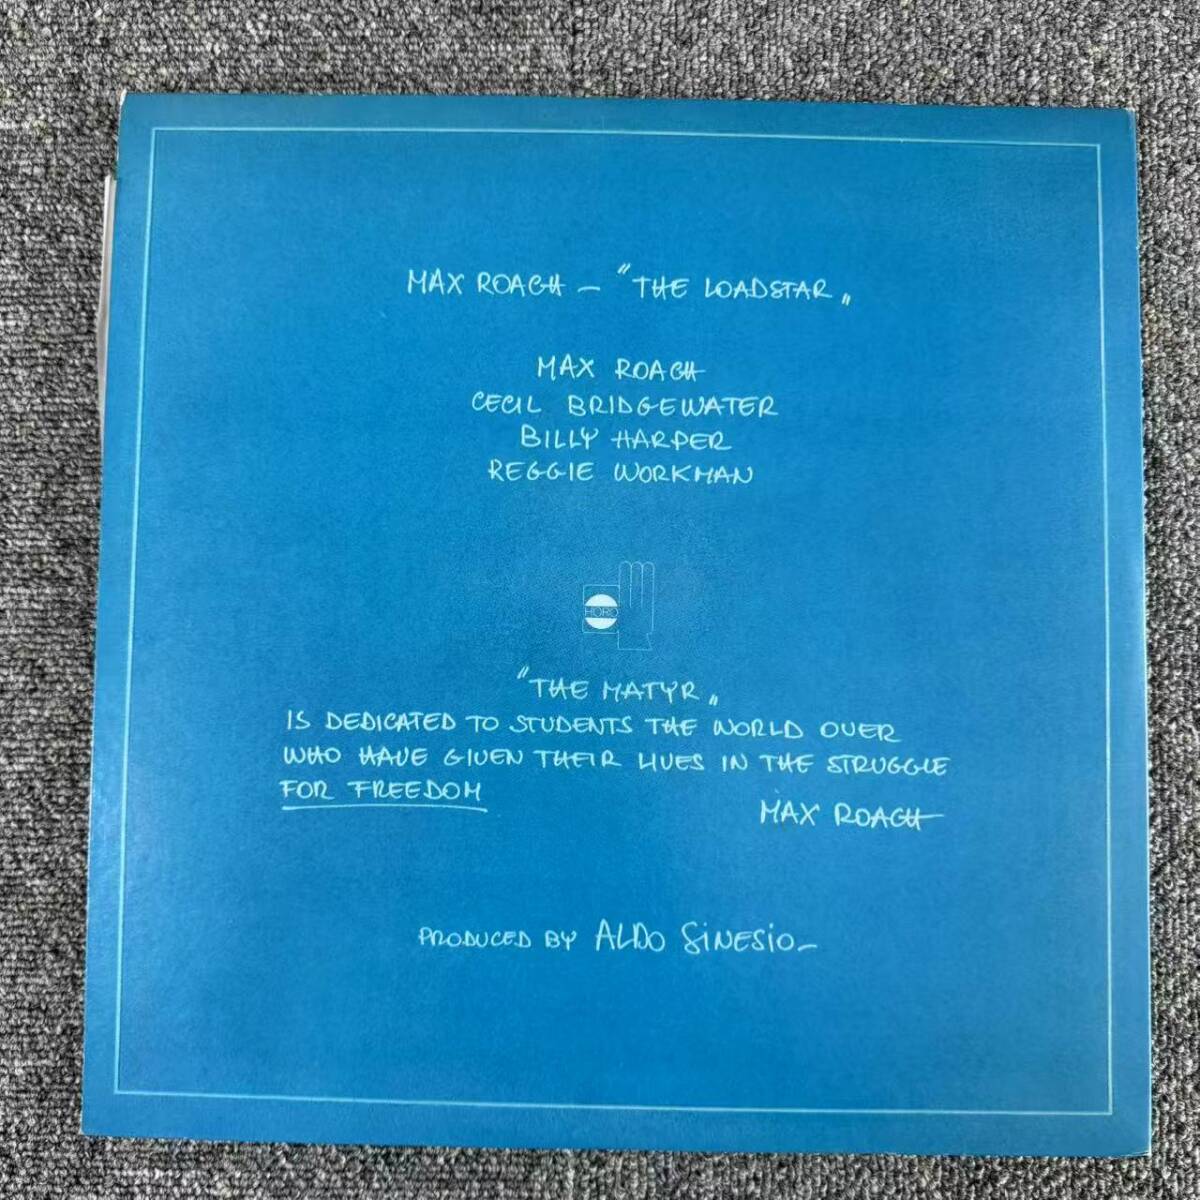 MAX ROACH — "THE LOADSTAR„
MAX ROACH
CECIL BRIDGEWATER
BILLY HARPER
REGGIE WORKMAN
HORO
"THE MATYR„
IS DEDICATED TO STUDENTS THE WORLD OVER
WHO HAVE GIVEN THEIR LIVES IN THE STRUGGLE
FOR FREEDOM
MAX ROACH
PRODUCED BY ALDO SINESIO—